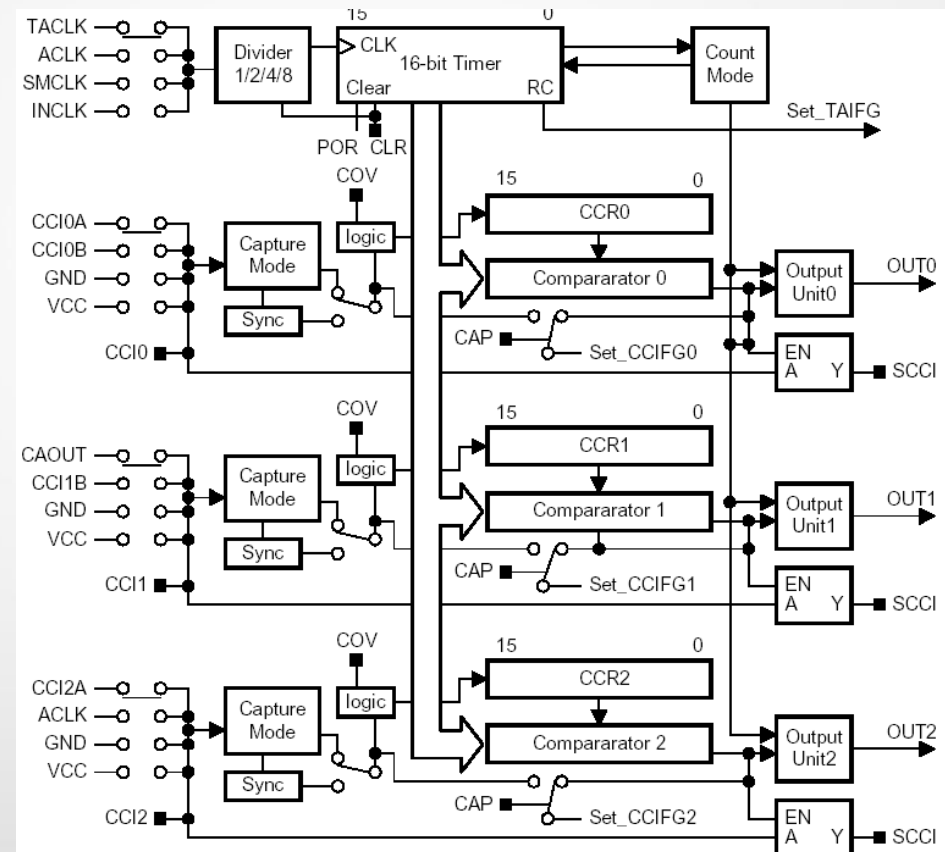 15 0
TACLK
ACLK
SMCLK
INCLK
Divider
1/2/4/8
CLK
16-bit Timer
Clear RC
Count
Mode
Set_TAIFG
POR CLR
COV
15 0
CCI0A
CCI0B
GND
VCC
CCI0
Capture
Mode
Sync
logic
CCR0
Compararator 0
CAP
Set_CCIFG0
Output
Unit0
OUT0
EN
A Y
SCCI
COV
15 0
CAOUT
CCI1B
GND
VCC
CCI1
Capture
Mode
Sync
logic
CCR1
Compararator 1
CAP
Set_CCIFG1
Output
Unit1
OUT1
EN
A Y
SCCI
COV
15 0
CCI2A
ACLK
GND
VCC
CCI2
Capture
Mode
Sync
logic
CCR2
Compararator 2
CAP
Set_CCIFG2
Output
Unit2
OUT2
EN
A Y
SCCI